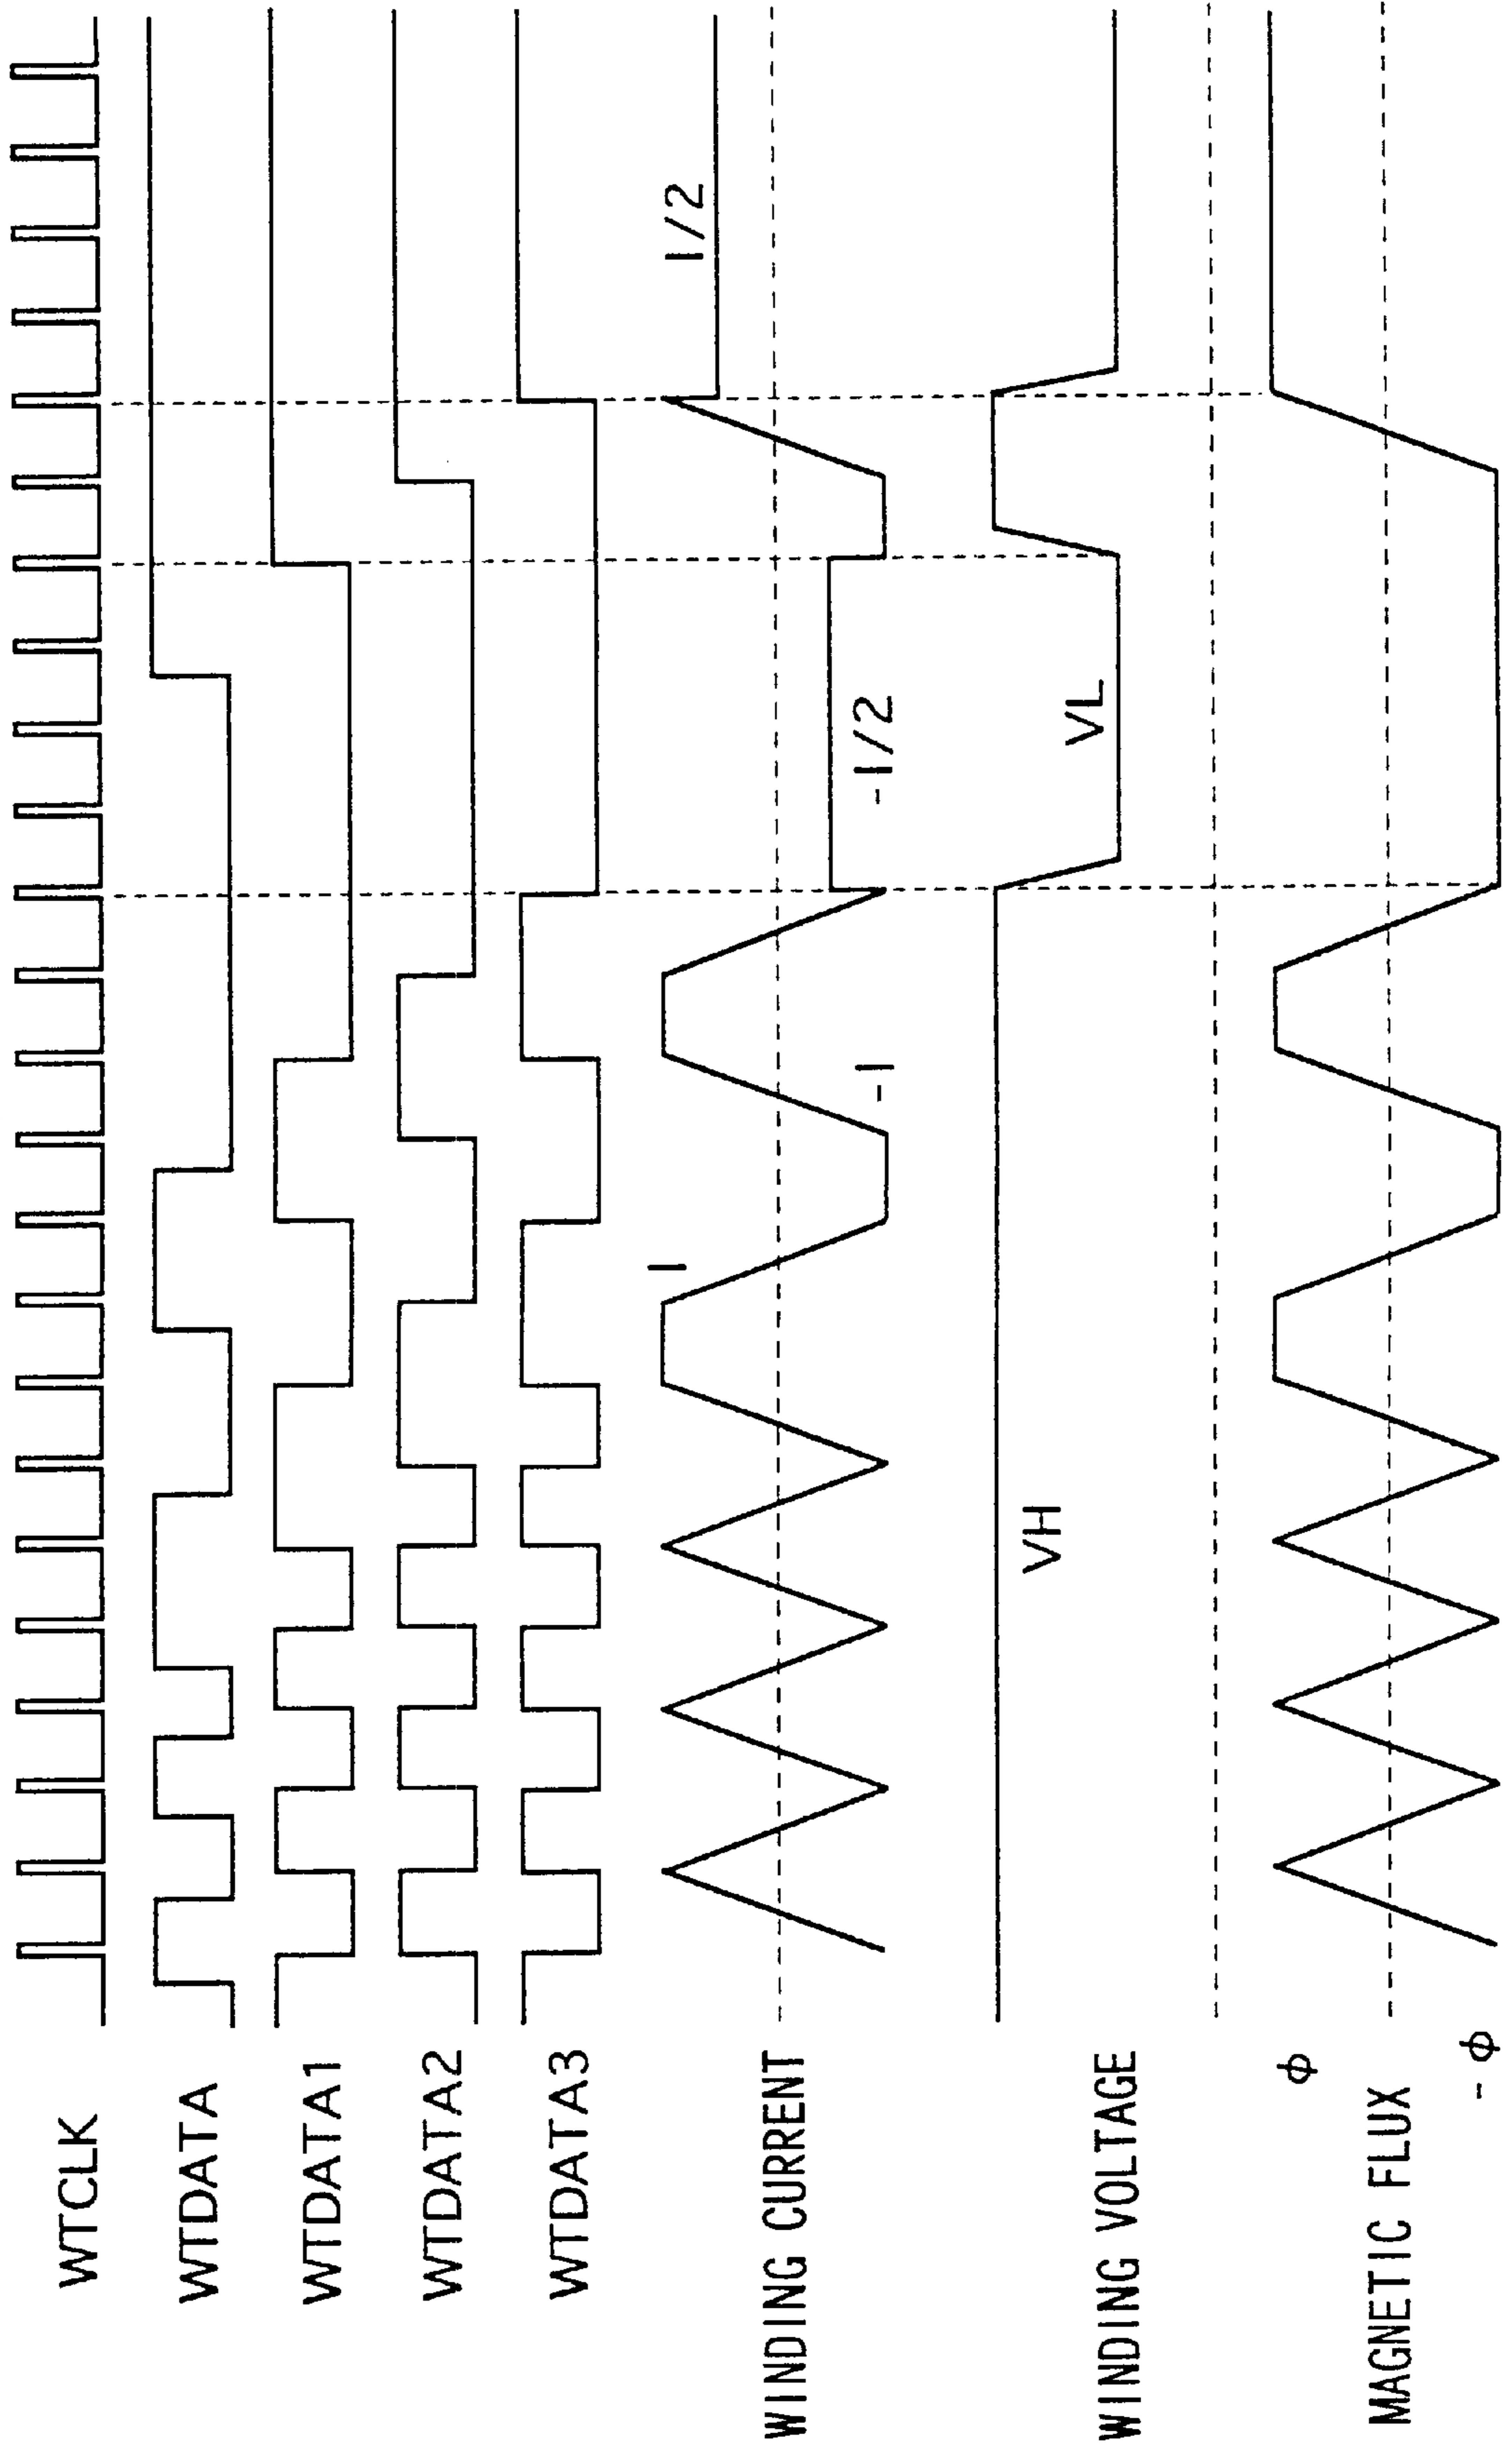 WTCLK
WTDATA
WTDATA1
WTDATA2
WTDATA3
WINDING CURRENT
I
-I
-I/2
I/2
WINDING VOLTAGE
VH
VL
MAGNETIC FLUX
ϕ
-ϕ